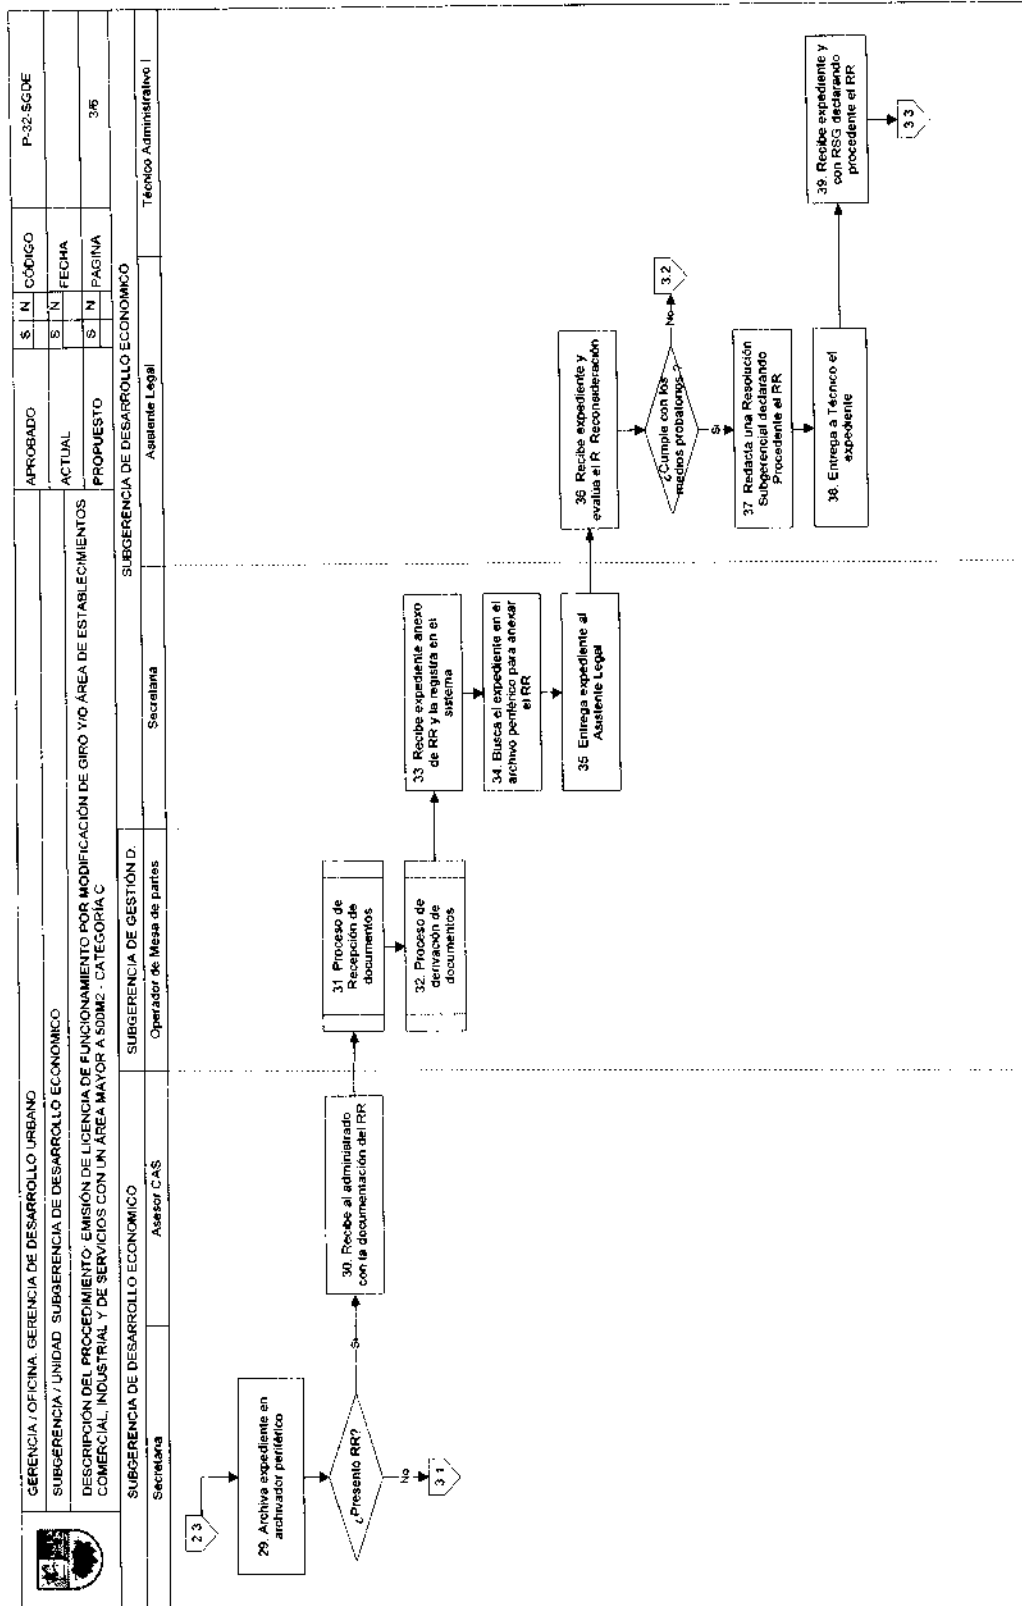 GERENCIA / OFICINA. GERENCIA DE DESARROLLO URBANO
APROBADO
S N
CÓDIGO
P-32-SGDE
SUBGERENCIA / UNIDAD SUBGERENCIA DE DESARROLLO ECONOMICO
ACTUAL
S N
FECHA
DESCRIPCIÓN DEL PROCEDIMIENTO: EMISIÓN DE LICENCIA DE FUNCIONAMIENTO POR MODIFICACIÓN DE GIRO Y/O ÁREA DE ESTABLECIMIENTOS
COMERCIAL, INDUSTRIAL Y DE SERVICIOS CON UN ÁREA MAYOR A 500M2 - CATEGORÍA C
PROPUESTO
S N
PAGINA
3/6
SUBGERENCIA DE DESARROLLO ECONOMICO
SUBGERENCIA DE GESTIÓN D.
SUBGERENCIA DE DESARROLLO ECONOMICO
Secretaria
Asesor CAS
Operador de Mesa de partes
Secretaria
Asistente Legal
Técnico Administrativo I
2 3
29. Archiva expediente en
archivador periférico
¿Presentó RR?
No
3 1
Si
30. Recibe al administrado
con la documentación del RR
31 Proceso de
Recepción de
documentos
32. Proceso de
derivación de
documentos
33 Recibe expediente anexo
de RR y la registra en el
sistema
34. Busca el expediente en el
archivo periférico para anexar
el RR
35 Entrega expediente al
Asistente Legal
36 Recibe expediente y
evalúa el R Reconsideración
¿Cumple con los
medios probatorios ?
No
3.2
Si
37 Redacta una Resolución
Subgerencial declarando
Procedente el RR
38. Entrega a Técnico el
expediente
39. Recibe expediente y
con RSG declarando
procedente el RR
3 3